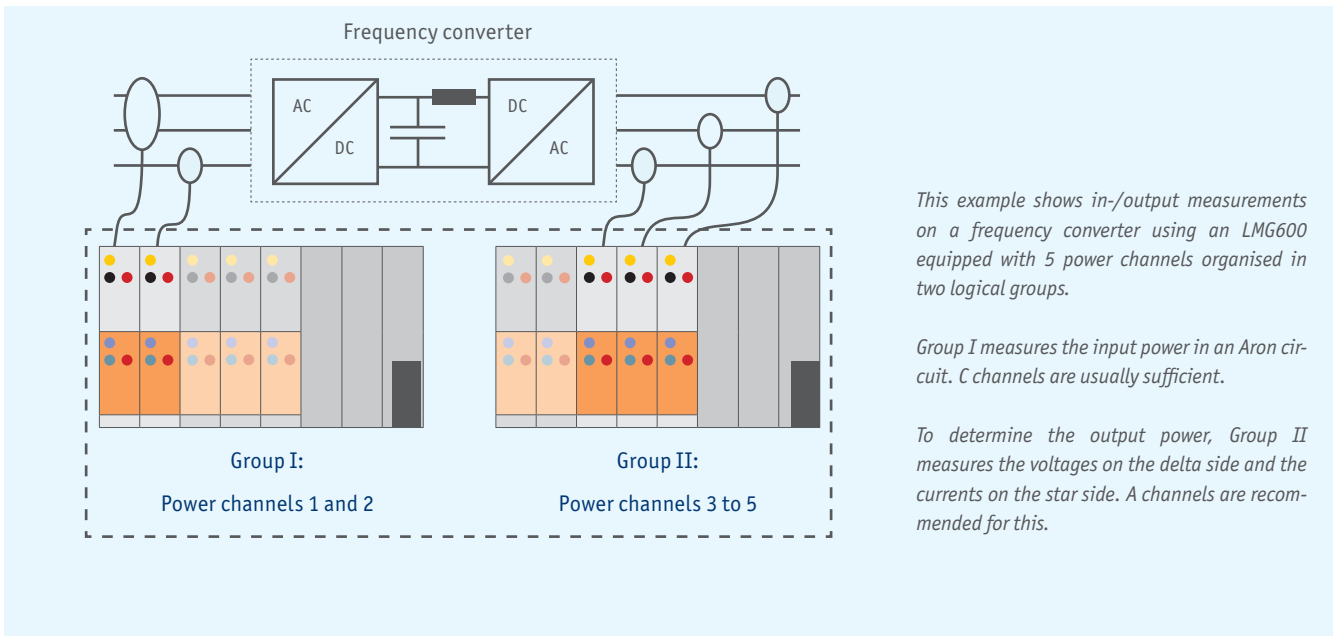 Frequency converter
AC
DC
DC
AC
This example shows in-/output measurements
on a frequency converter using an LMG600
equipped with 5 power channels organised in
two logical groups.
Group I measures the input power in an Aron cir-
cuit. C channels are usually sufficient.
To determine the output power, Group II
measures the voltages on the delta side and the
currents on the star side. A channels are recom-
mended for this.
Group I:
Power channels 1 and 2
Group II:
Power channels 3 to 5